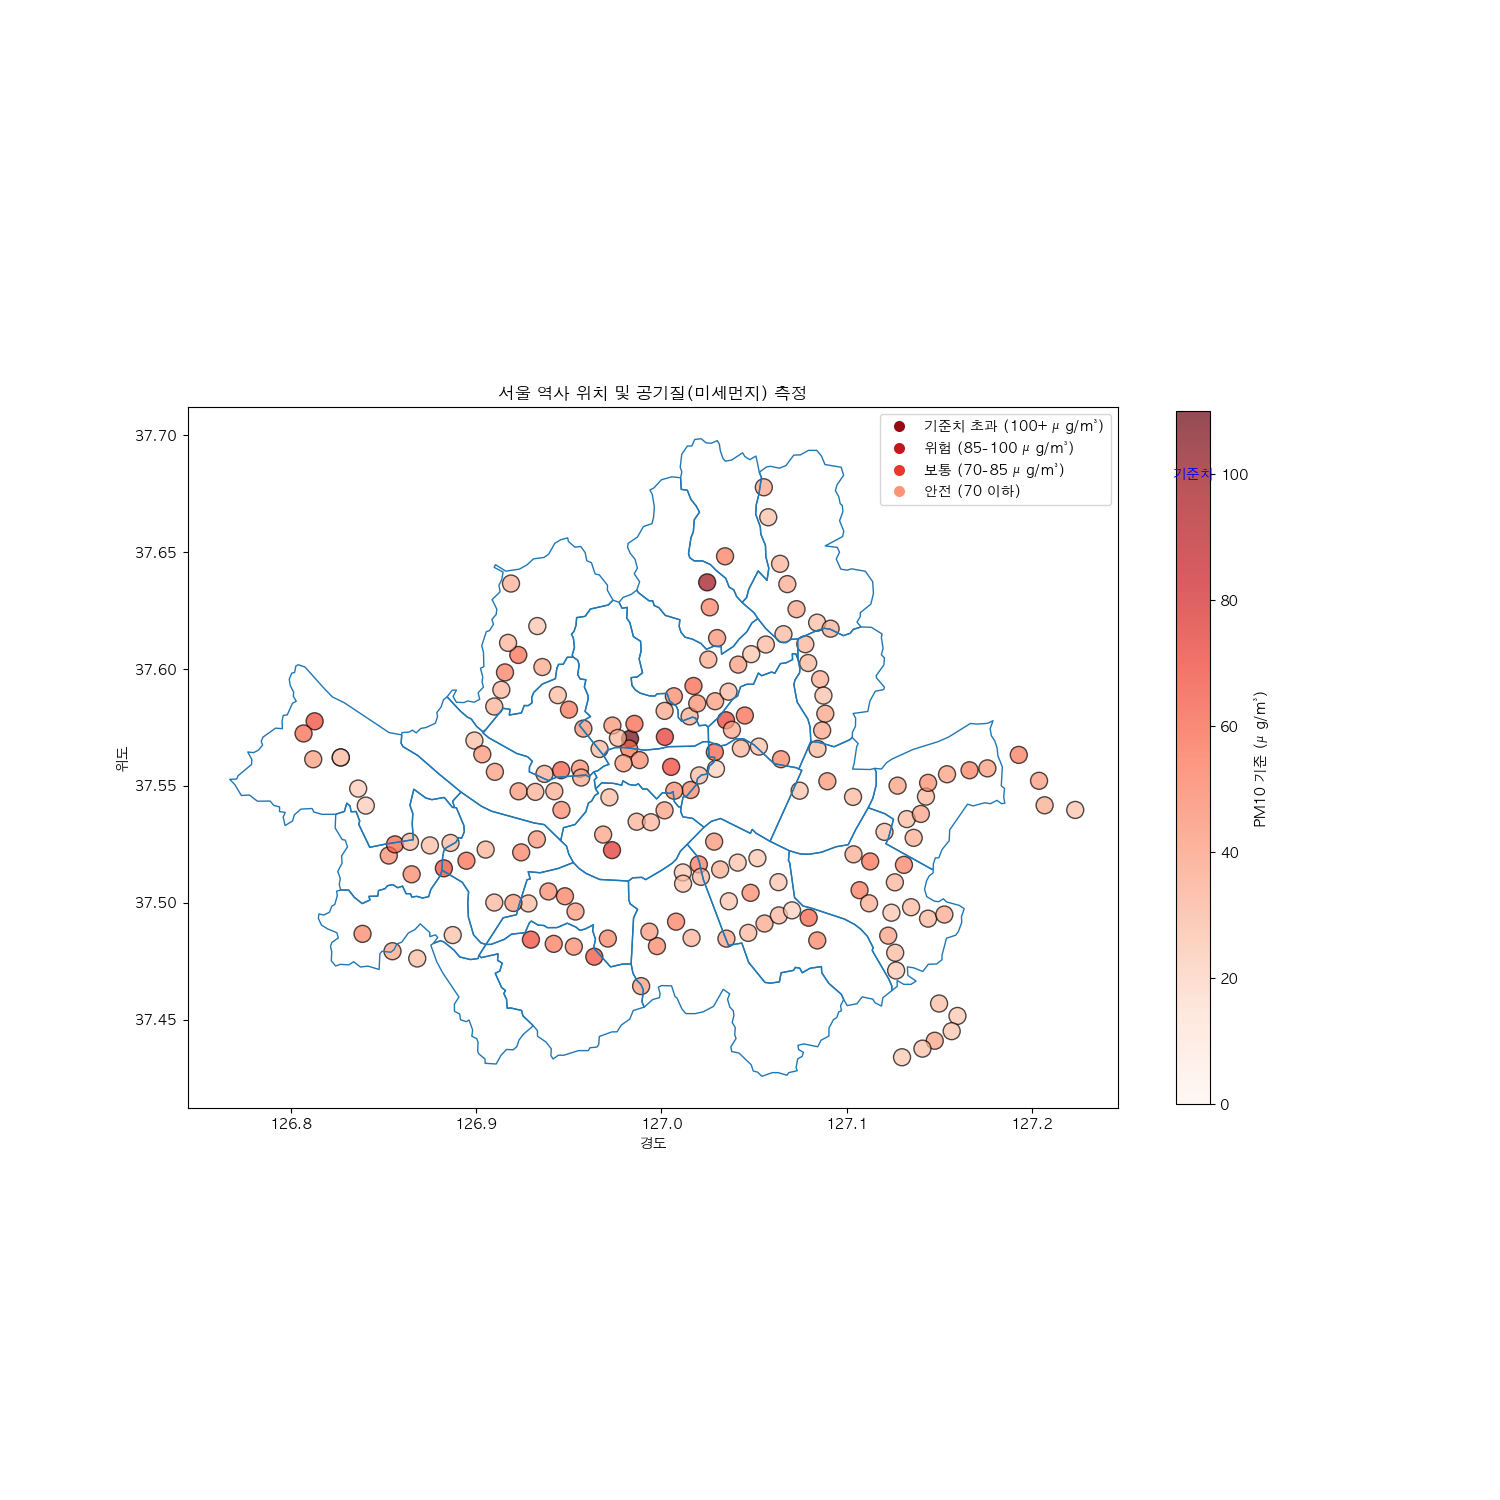 서울 역사 위치 및 공기질(미세먼지) 측정
기준치 초과 (100+ μg/m³)
위험 (85-100 μg/m³)
보통 (70-85 μg/m³)
안전 (70 이하)
37.70
37.65
37.60
37.55
37.50
37.45
위도
126.8
126.9
127.0
127.1
127.2
경도
기준치
100
80
60
40
20
0
PM10 기준 (μg/m³)